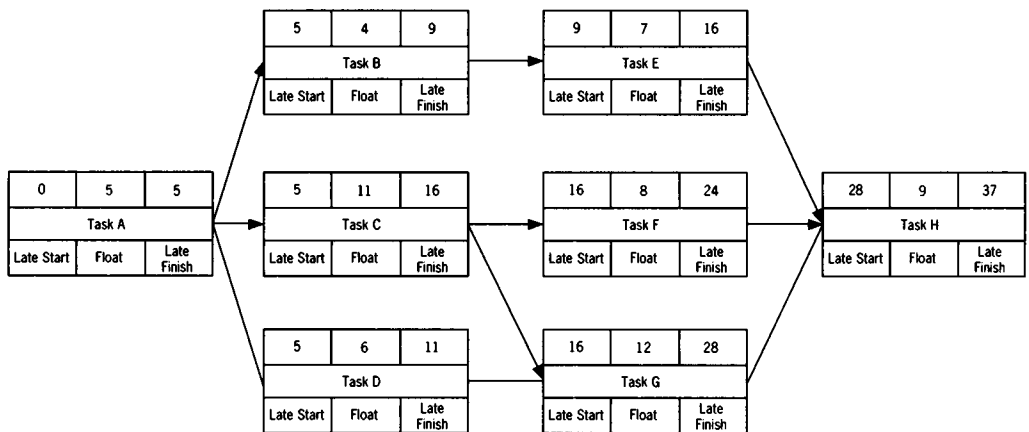 5 4 9
Task B
Late Start Float Late Finish
9 7 16
Task E
Late Start Float Late Finish
0 5 5
Task A
Late Start Float Late Finish
5 11 16
Task C
Late Start Float Late Finish
16 8 24
Task F
Late Start Float Late Finish
28 9 37
Task H
Late Start Float Late Finish
5 6 11
Task D
Late Start Float Late Finish
16 12 28
Task G
Late Start Float Late Finish